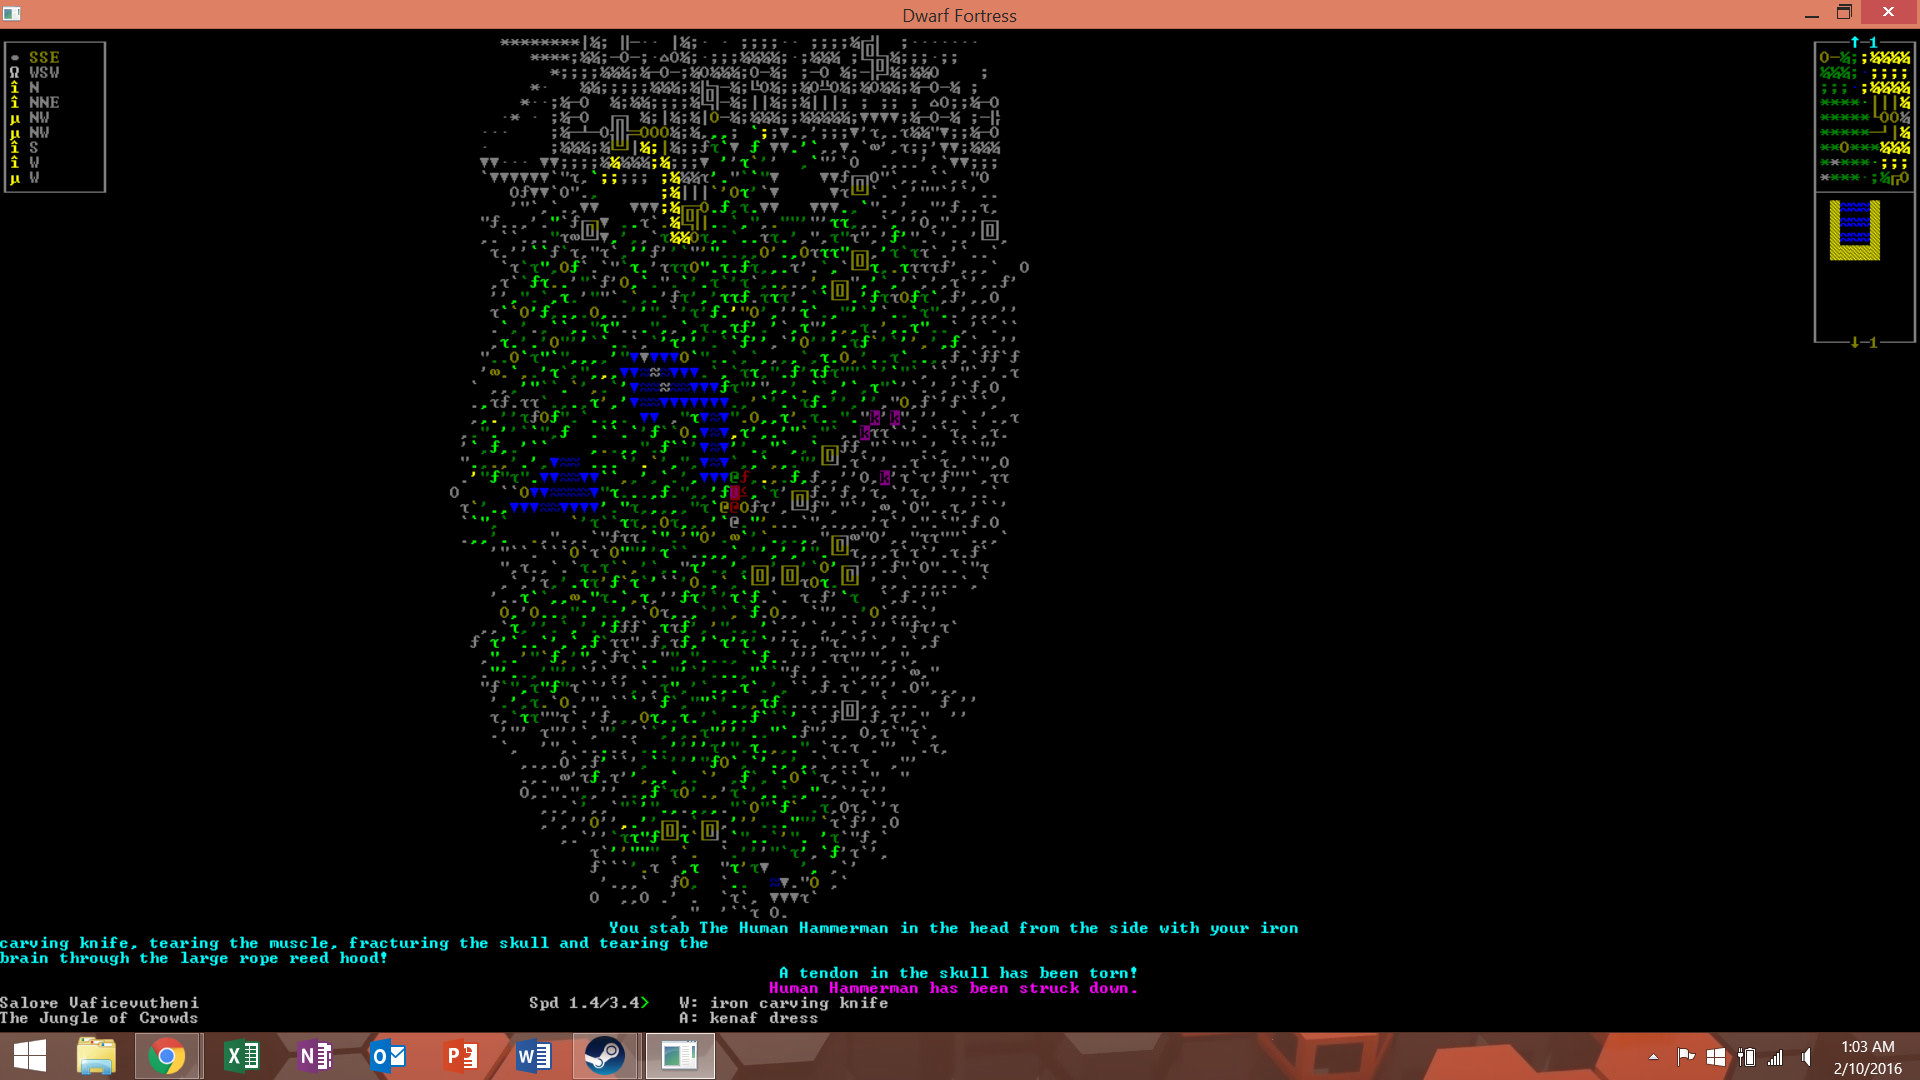 Dwarf Fortress
SSE
WSW
N
NNE
NW
NW
S
W
W
1
1
You stab The Human Hammerman in the head from the side with your iron
carving knife, tearing the muscle, fracturing the skull and tearing the
brain through the large rope reed hood!
A tendon in the skull has been torn!
Human Hammerman has been struck down.
Salore Vaficevutheni
Spd 1.4/3.4>
W: iron carving knife
The Jungle of Crowds
A: kenaf dress
1:03 AM
2/10/2016